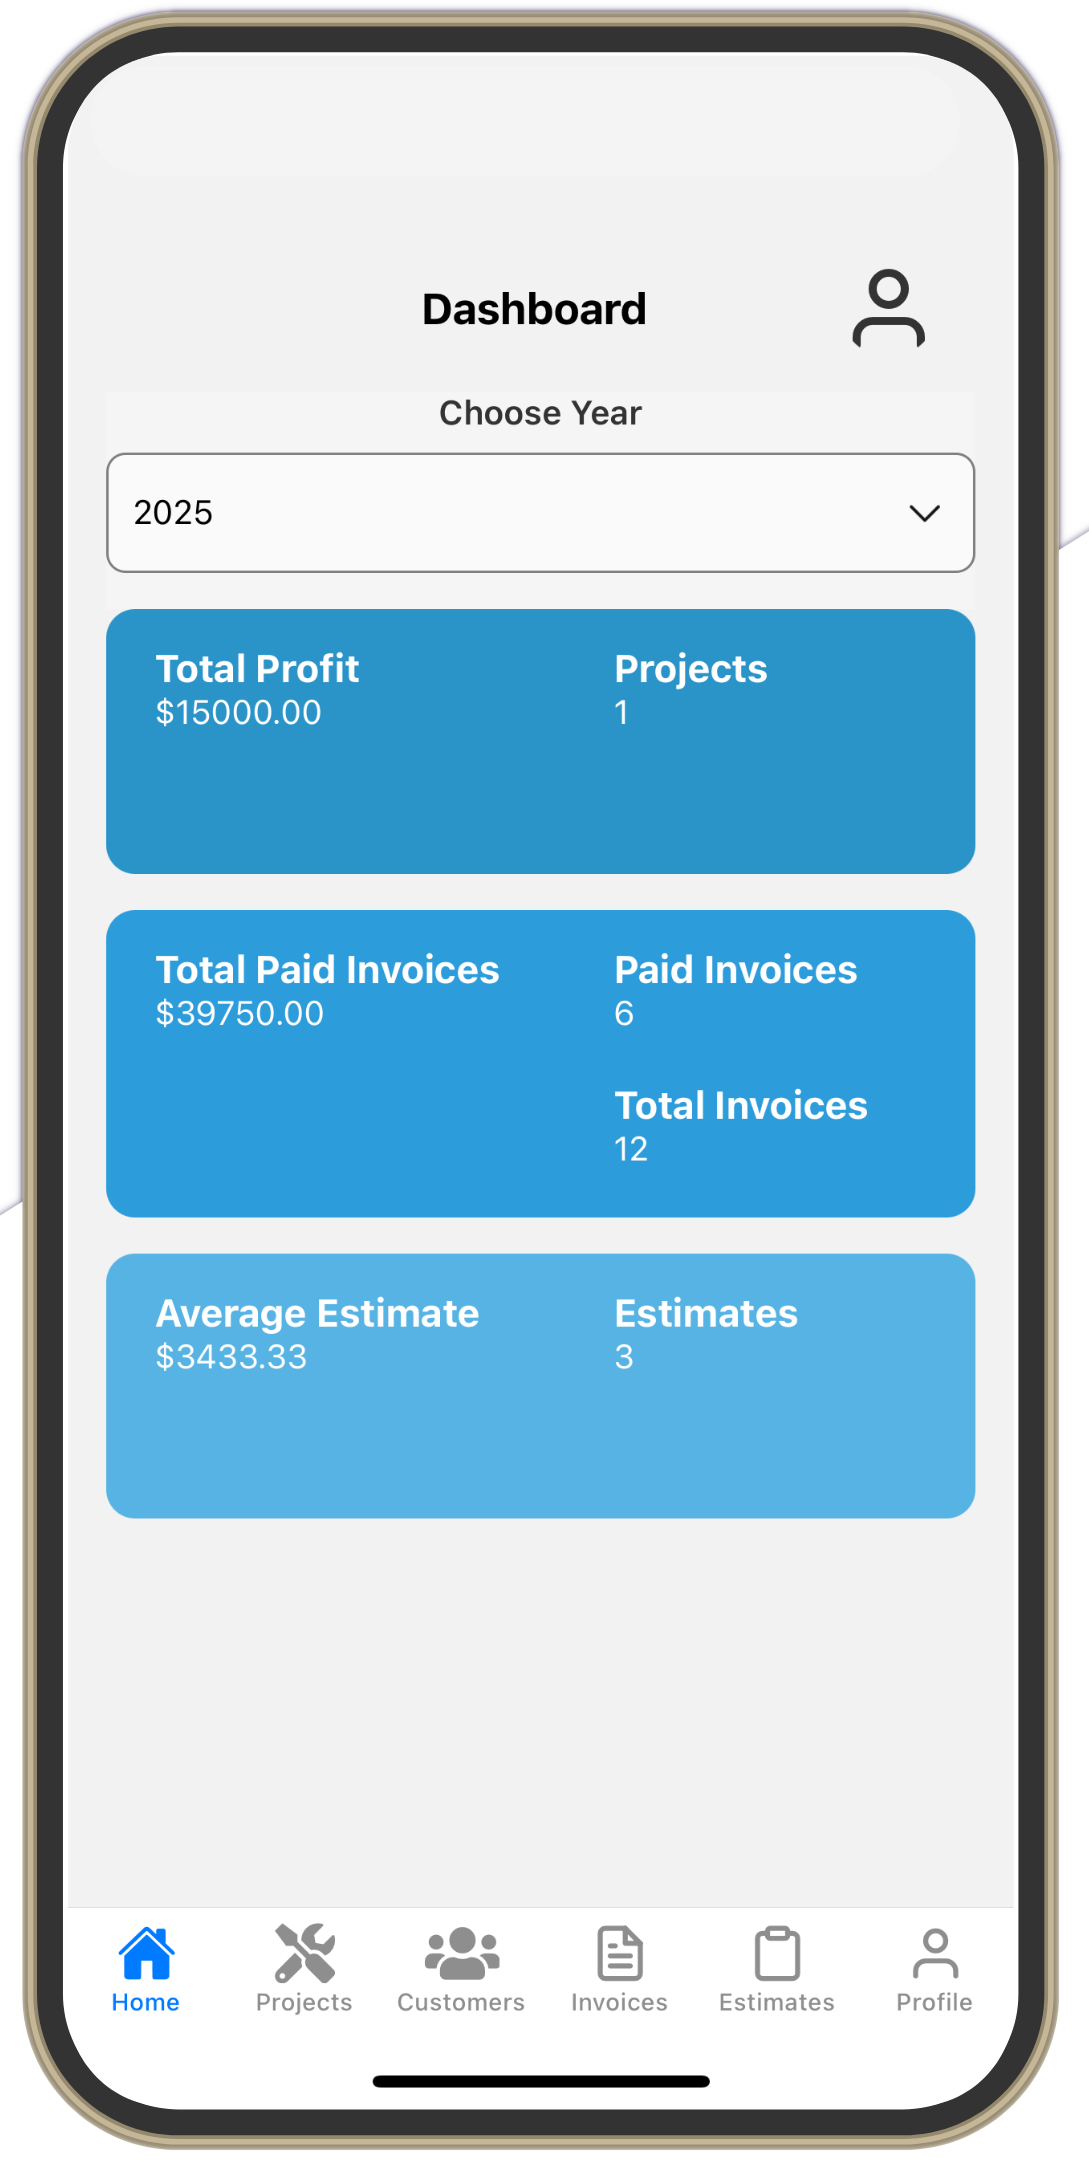 Dashboard
Choose Year
2025
Total Profit
$15000.00
Projects
1
Total Paid Invoices
$39750.00
Paid Invoices
6
Total Invoices
12
Average Estimate
$3433.33
Estimates
3
Home
Projects
Customers
Invoices
Estimates
Profile